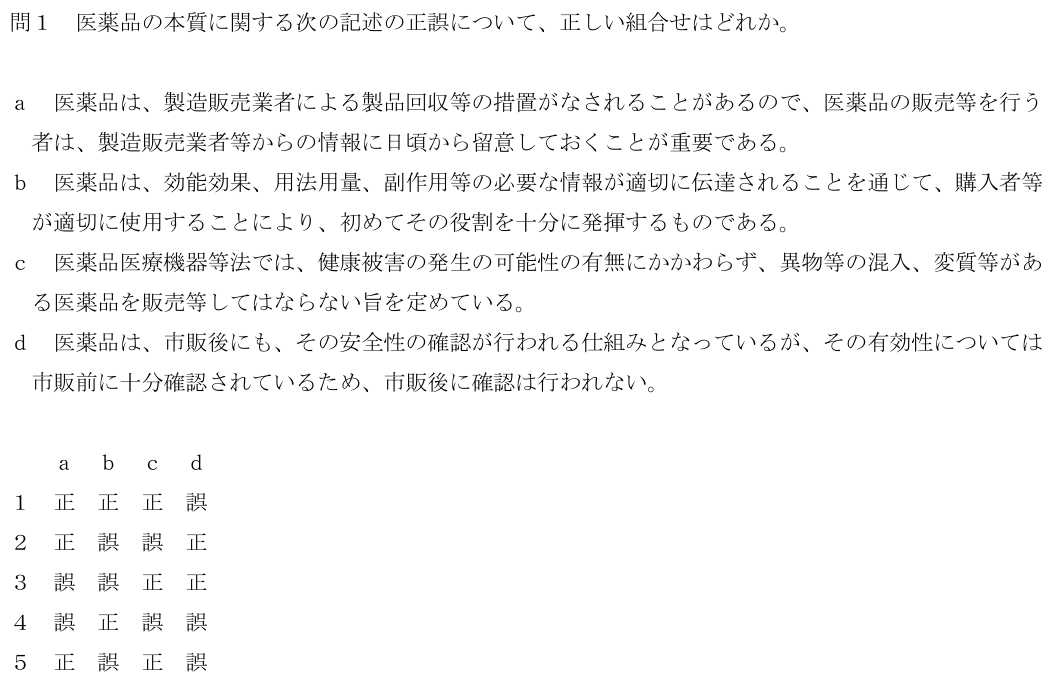 問１　医薬品の本質に関する次の記述の正誤について、正しい組合せはどれか。
a　医薬品は、製造販売業者による製品回収等の措置がなされることがあるので、医薬品の販売等を行う
者は、製造販売業者等からの情報に日頃から留意しておくことが重要である。
b　医薬品は、効能効果、用法用量、副作用等の必要な情報が適切に伝達されることを通じて、購入者等
が適切に使用することにより、初めてその役割を十分に発揮するものである。
c　医薬品医療機器等法では、健康被害の発生の可能性の有無にかかわらず、異物等の混入、変質等があ
る医薬品を販売等してはならない旨を定めている。
d　医薬品は、市販後にも、その安全性の確認が行われる仕組みとなっているが、その有効性については
市販前に十分確認されているため、市販後に確認は行われない。
a　b　c　d
１　正　正　正　誤
２　正　誤　誤　正
３　誤　誤　正　正
４　誤　正　誤　誤
５　正　誤　正　誤